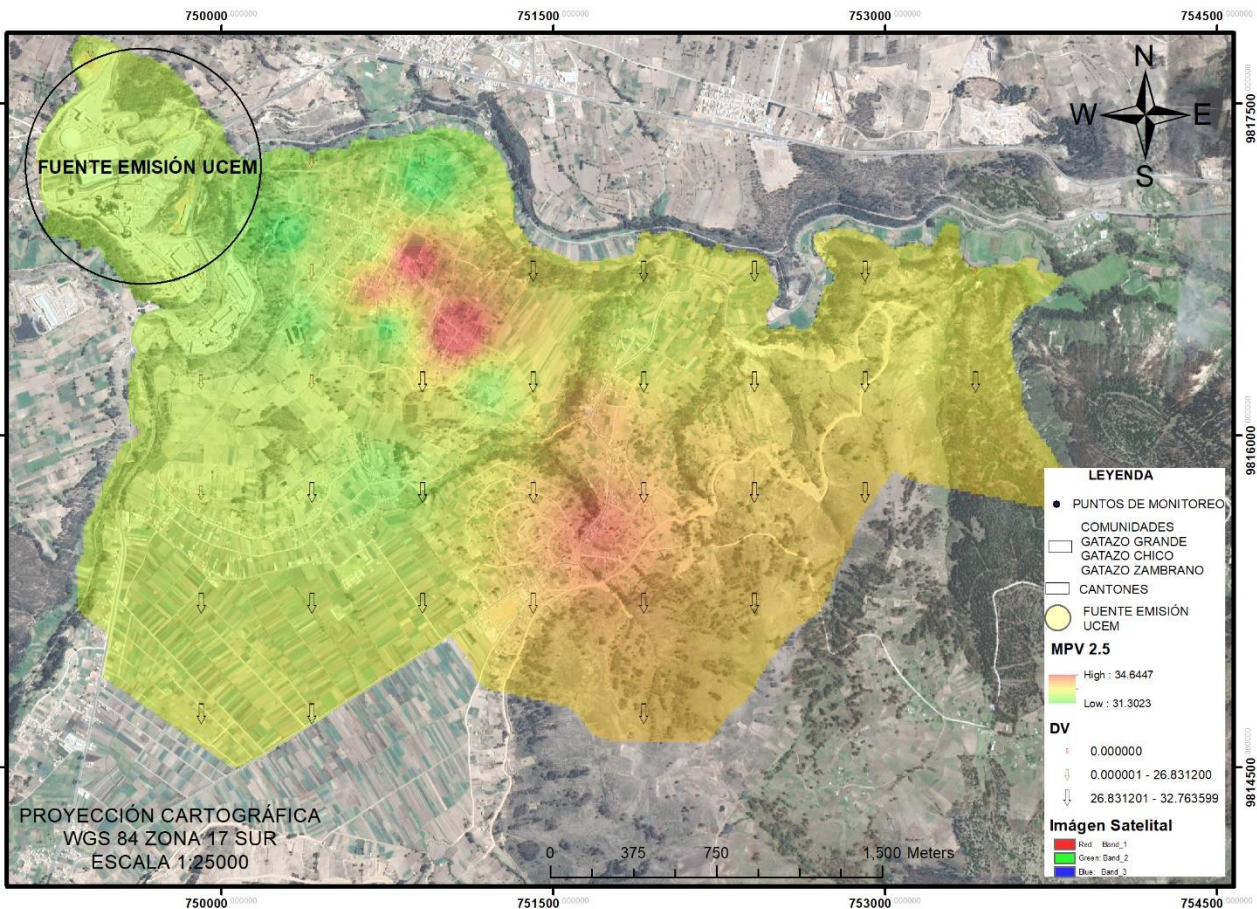 750000.000000 751500.000000 753000.000000 754500.000000
N
W E
S
FUENTE EMISIÓN UCEM
9817500.000000
9816000.000000
9814500.000000
LEYENDA
PUNTOS DE MONITOREO
COMUNIDADES
GATAZO GRANDE
GATAZO CHICO
GATAZO ZAMBRANO
CANTONES
FUENTE EMISIÓN
UCEM
MPV 2.5
High : 34.6447
Low : 31.3023
DV
0.000000
0.000001 - 26.831200
26.831201 - 32.763599
Imágen Satelital
Red: Band_1
Green: Band_2
Blue: Band_3
PROYECCIÓN CARTOGRÁFICA
WGS 84 ZONA 17 SUR
ESCALA 1:25000
0 375 750 1,500 Meters
750000.000000 751500.000000 753000.000000 754500.000000